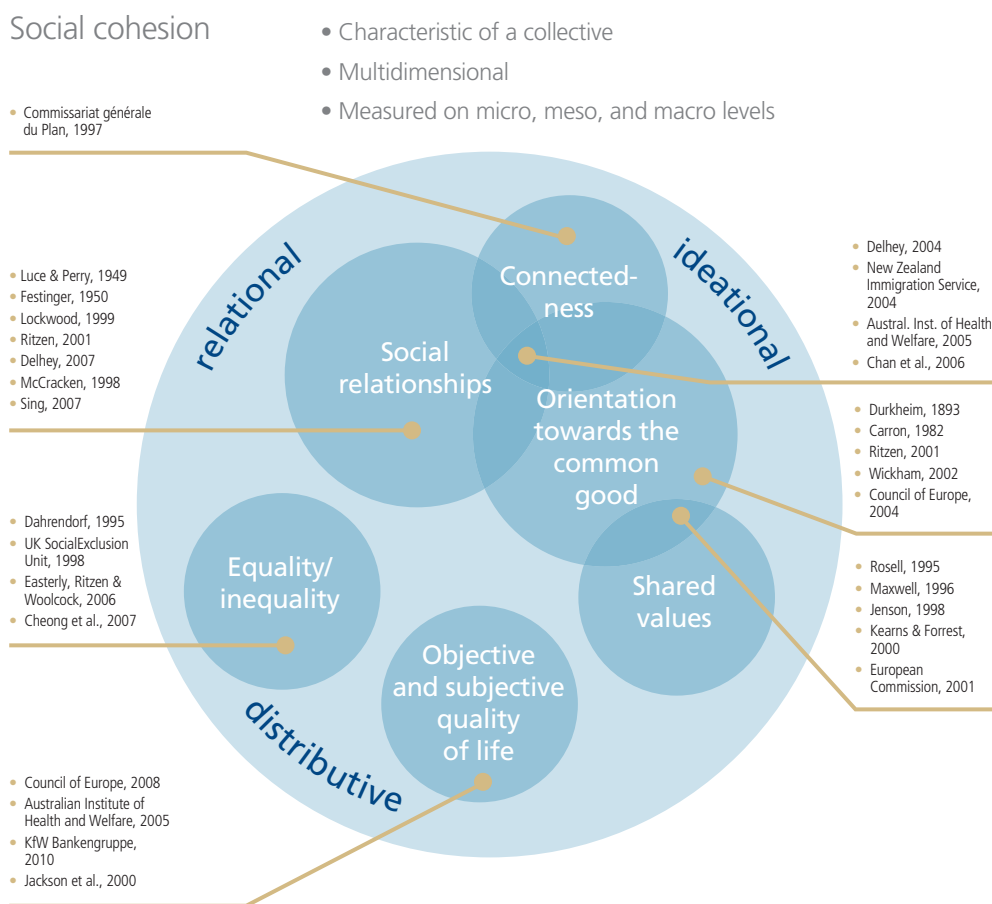 Social cohesion
• Characteristic of a collective
• Multidimensional
• Measured on micro, meso, and macro levels
• Commissariat générale
du Plan, 1997
• Luce & Perry, 1949
• Festinger, 1950
• Lockwood, 1999
• Ritzen, 2001
• Delhey, 2007
• McCracken, 1998
• Sing, 2007
• Dahrendorf, 1995
• UK SocialExclusion
Unit, 1998
• Easterly, Ritzen &
Woolcock, 2006
• Cheong et al., 2007
• Council of Europe, 2008
• Australian Institute of
Health and Welfare, 2005
• KfW Bankengruppe,
2010
• Jackson et al., 2000
relational
ideational
distributive
Connected-
ness
Social
relationships
Orientation
towards the
common
good
Shared
values
Equality/
inequality
Objective
and subjective
quality
of life
• Delhey, 2004
• New Zealand
Immigration Service,
2004
• Austral. Inst. of Health
and Welfare, 2005
• Chan et al., 2006
• Durkheim, 1893
• Carron, 1982
• Ritzen, 2001
• Wickham, 2002
• Council of Europe,
2004
• Rosell, 1995
• Maxwell, 1996
• Jenson, 1998
• Kearns & Forrest,
2000
• European
Commission, 2001